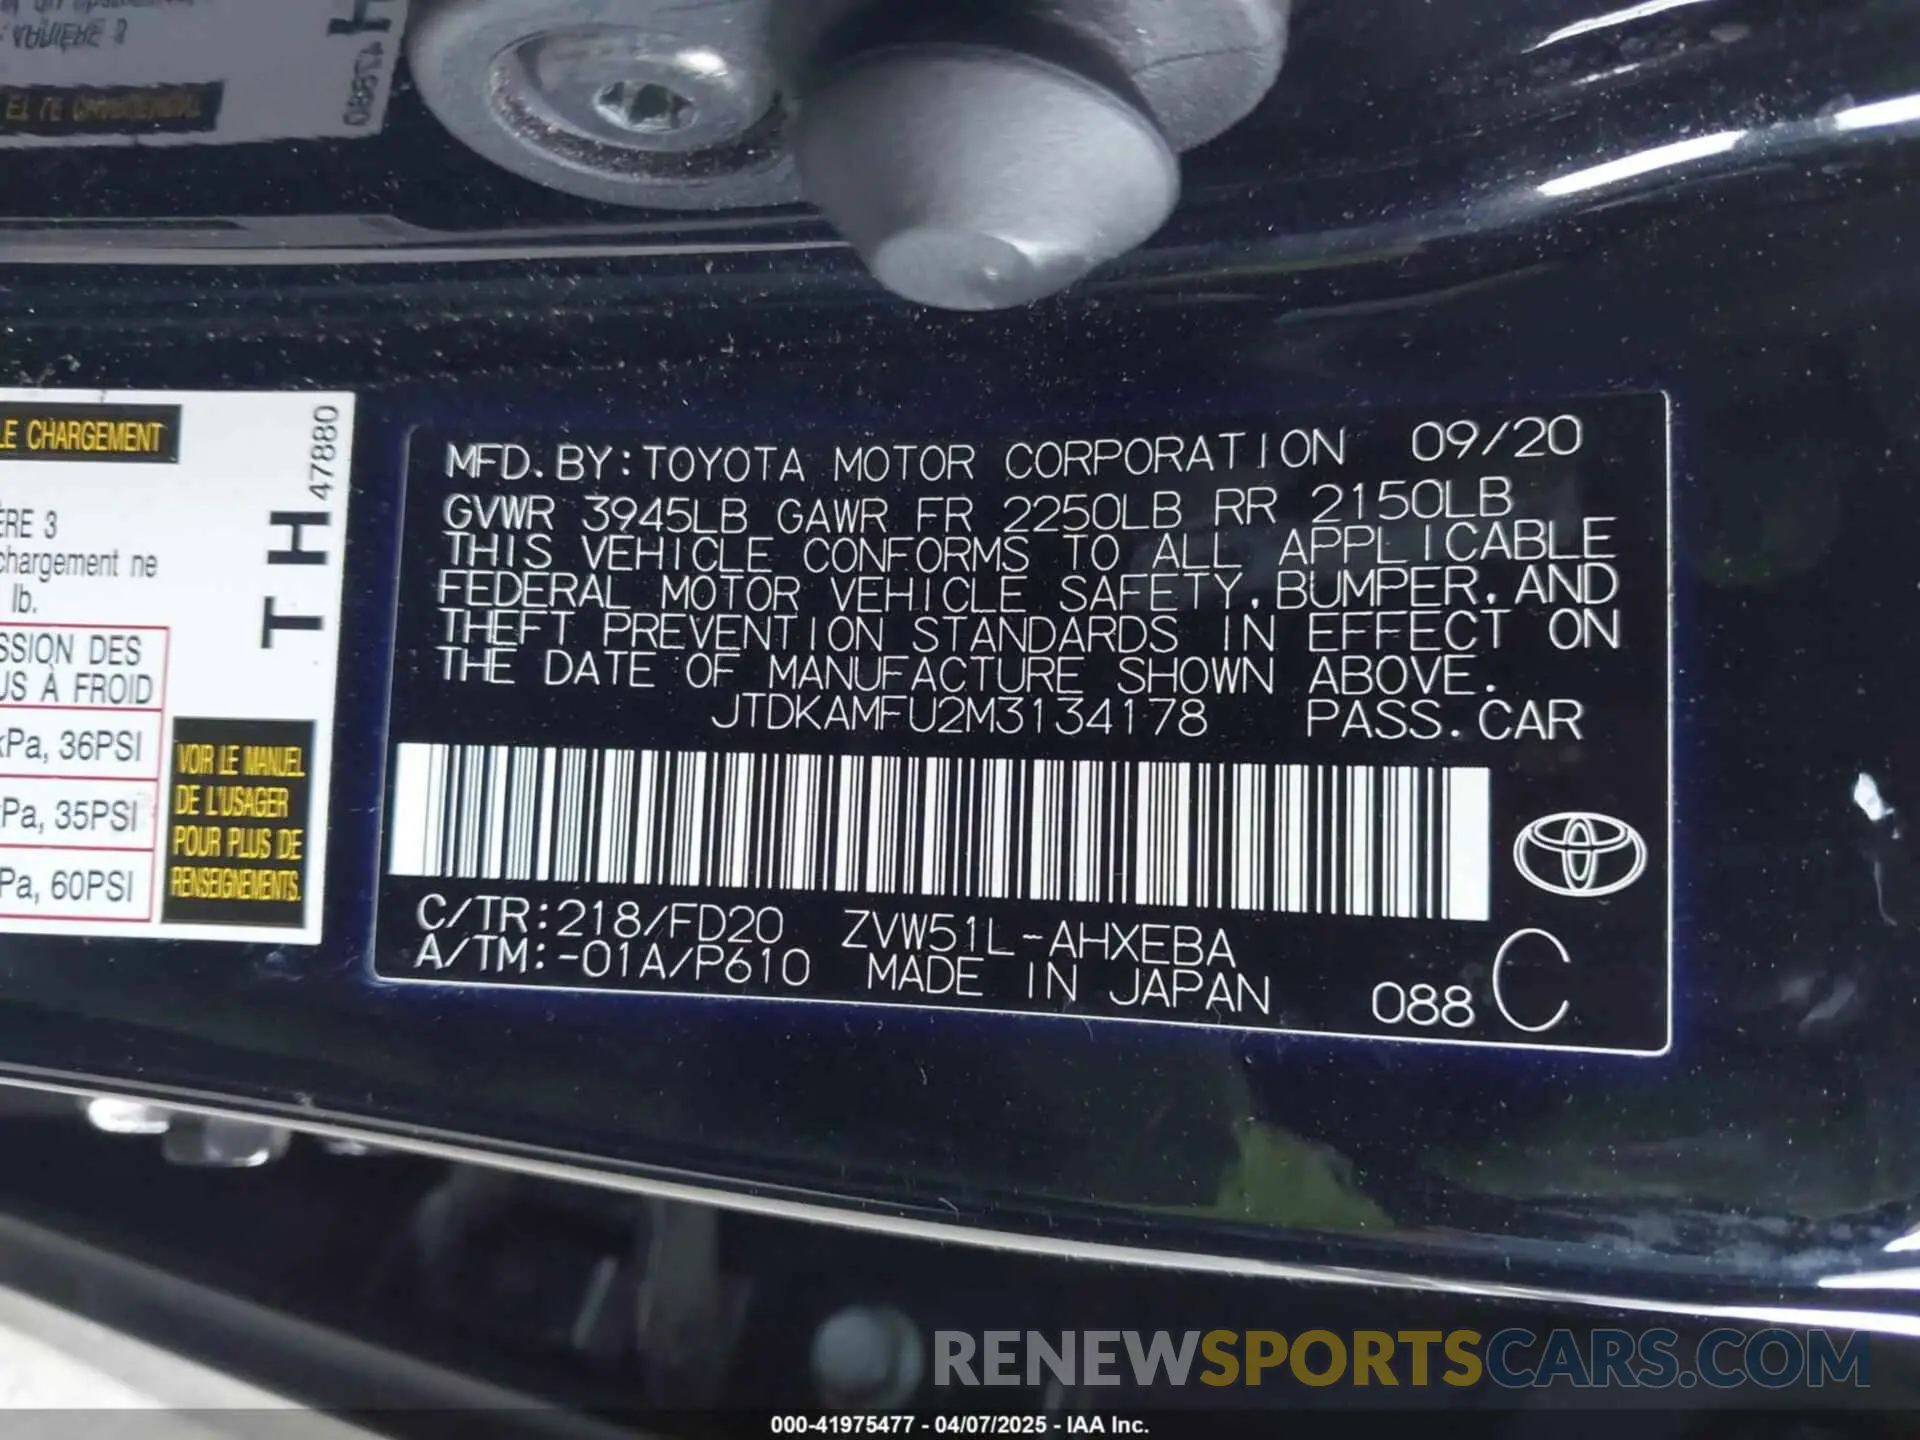 LE CHARGEMENT
47880
T H
ÈRE 3
chargement ne
lb.
SSION DES
US À FROID
kPa, 36PSI
kPa, 35PSI
Pa, 60PSI
VOIR LE MANUEL
DE L'USAGER
POUR PLUS DE
RENSEIGNEMENTS.
MFD. BY: TOYOTA MOTOR CORPORATION 09/20
GVWR 3945LB GAWR FR 2250LB RR 2150LB
THIS VEHICLE CONFORMS TO ALL APPLICABLE
FEDERAL MOTOR VEHICLE SAFETY, BUMPER, AND
THEFT PREVENTION STANDARDS IN EFFECT ON
THE DATE OF MANUFACTURE SHOWN ABOVE.
JTDKAMFU2M3134178 PASS. CAR
C/TR: 218/FD20 ZVW51L-AHXEBA
A/TM: -01A/P610 MADE IN JAPAN 088 C
RENEWSPORTSCARS.COM
000-41975477 - 04/07/2025 - IAA Inc.